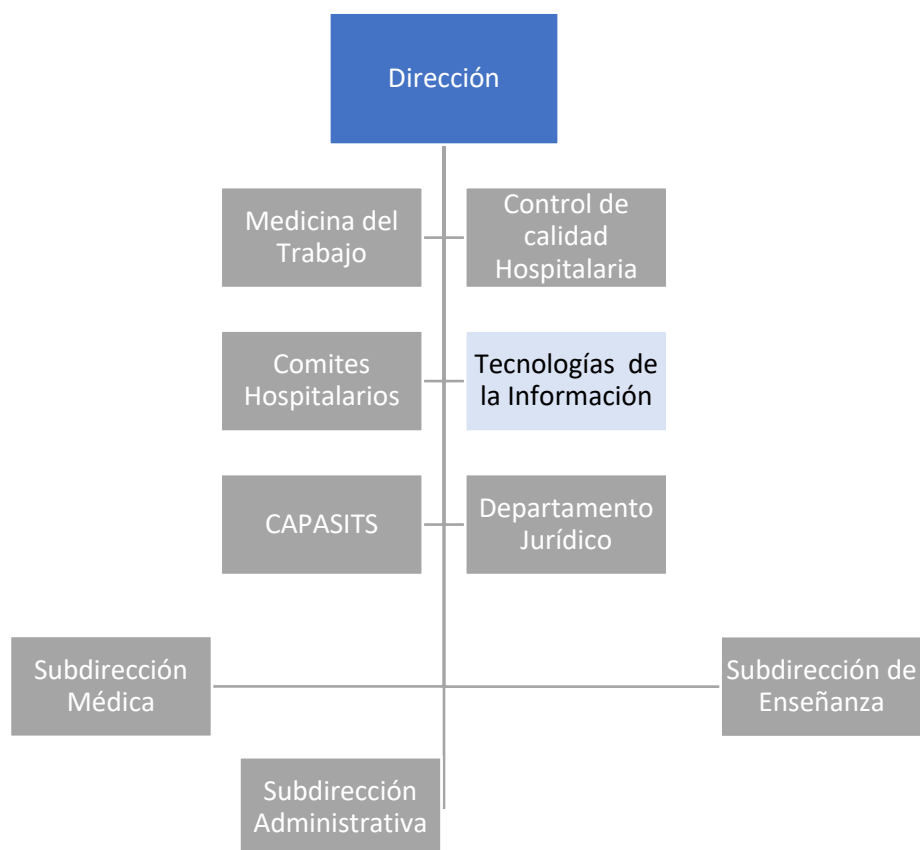 Dirección
Medicina del
Trabajo
Control de
calidad
Hospitalaria
Comites
Hospitalarios
Tecnologías  de
la Información
CAPASITS
Departamento
Jurídico
Subdirección
Médica
Subdirección de
Enseñanza
Subdirección
Administrativa